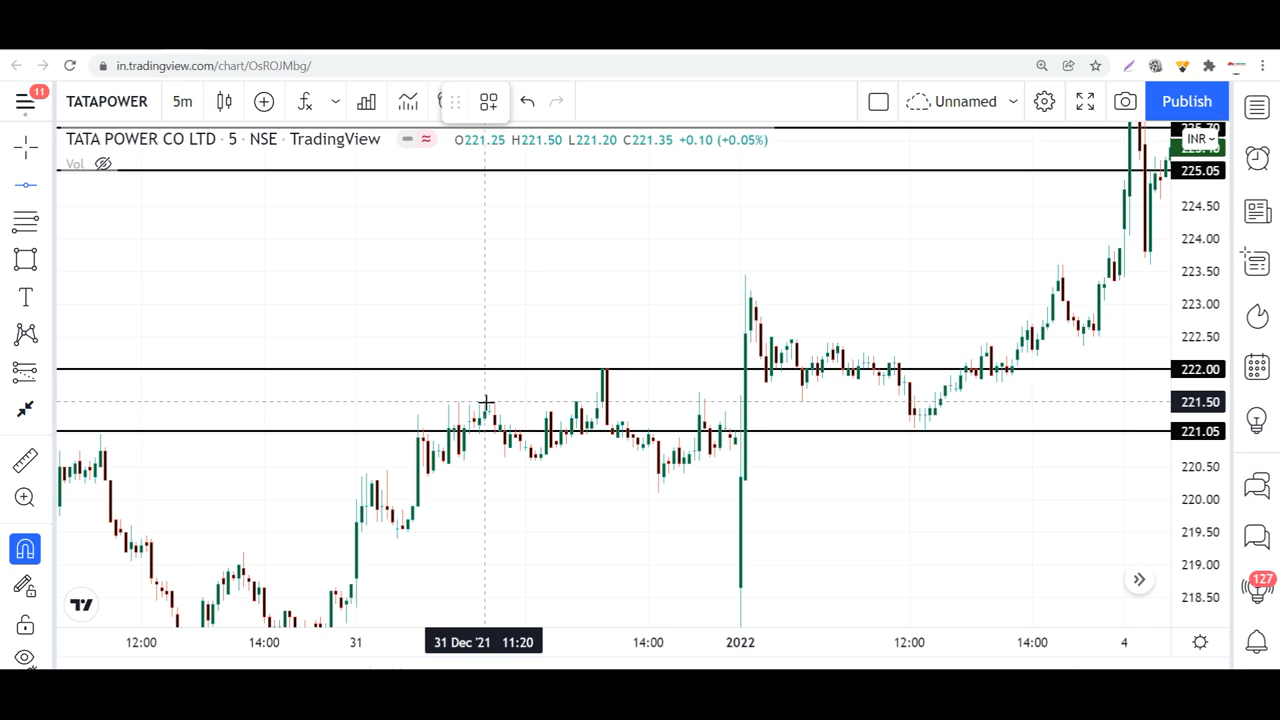 in.tradingview.com/chart/OsROJMbg/
11
TATAPOWER 5m Unnamed Publish
TATA POWER CO LTD · 5 · NSE · TradingView O221.25 H221.50 L221.20 C221.35 +0.10 (+0.05%)
INR
Vol
225.05
224.50
224.00
223.50
223.00
222.50
222.00
221.50
221.05
220.50
220.00
219.50
219.00
218.50
127
12:00 14:00 31 31 Dec '21 11:20 14:00 2022 12:00 14:00 4